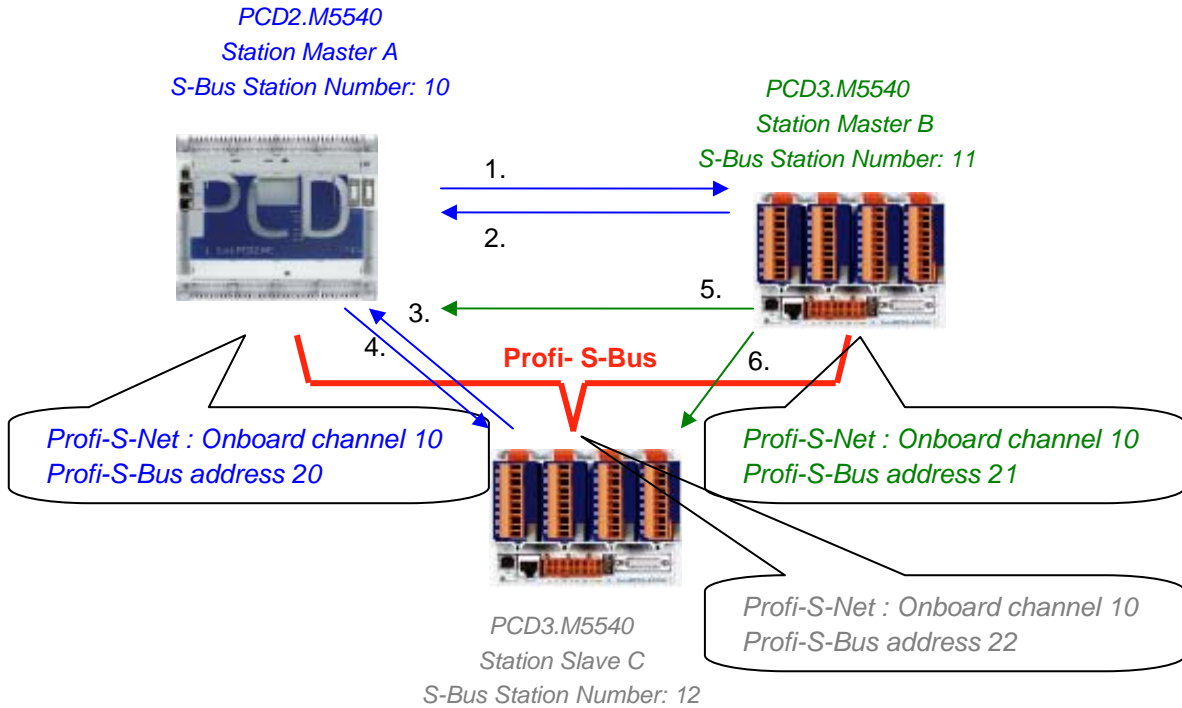 PCD2.M5540
Station Master A
S-Bus Station Number: 10
PCD3.M5540
Station Master B
S-Bus Station Number: 11
PCD
1.
2.
3.
4.
5.
6.
Profi- S-Bus
Profi-S-Net : Onboard channel 10
Profi-S-Bus address 20
Profi-S-Net : Onboard channel 10
Profi-S-Bus address 21
Profi-S-Net : Onboard channel 10
Profi-S-Bus address 22
PCD3.M5540
Station Slave C
S-Bus Station Number: 12